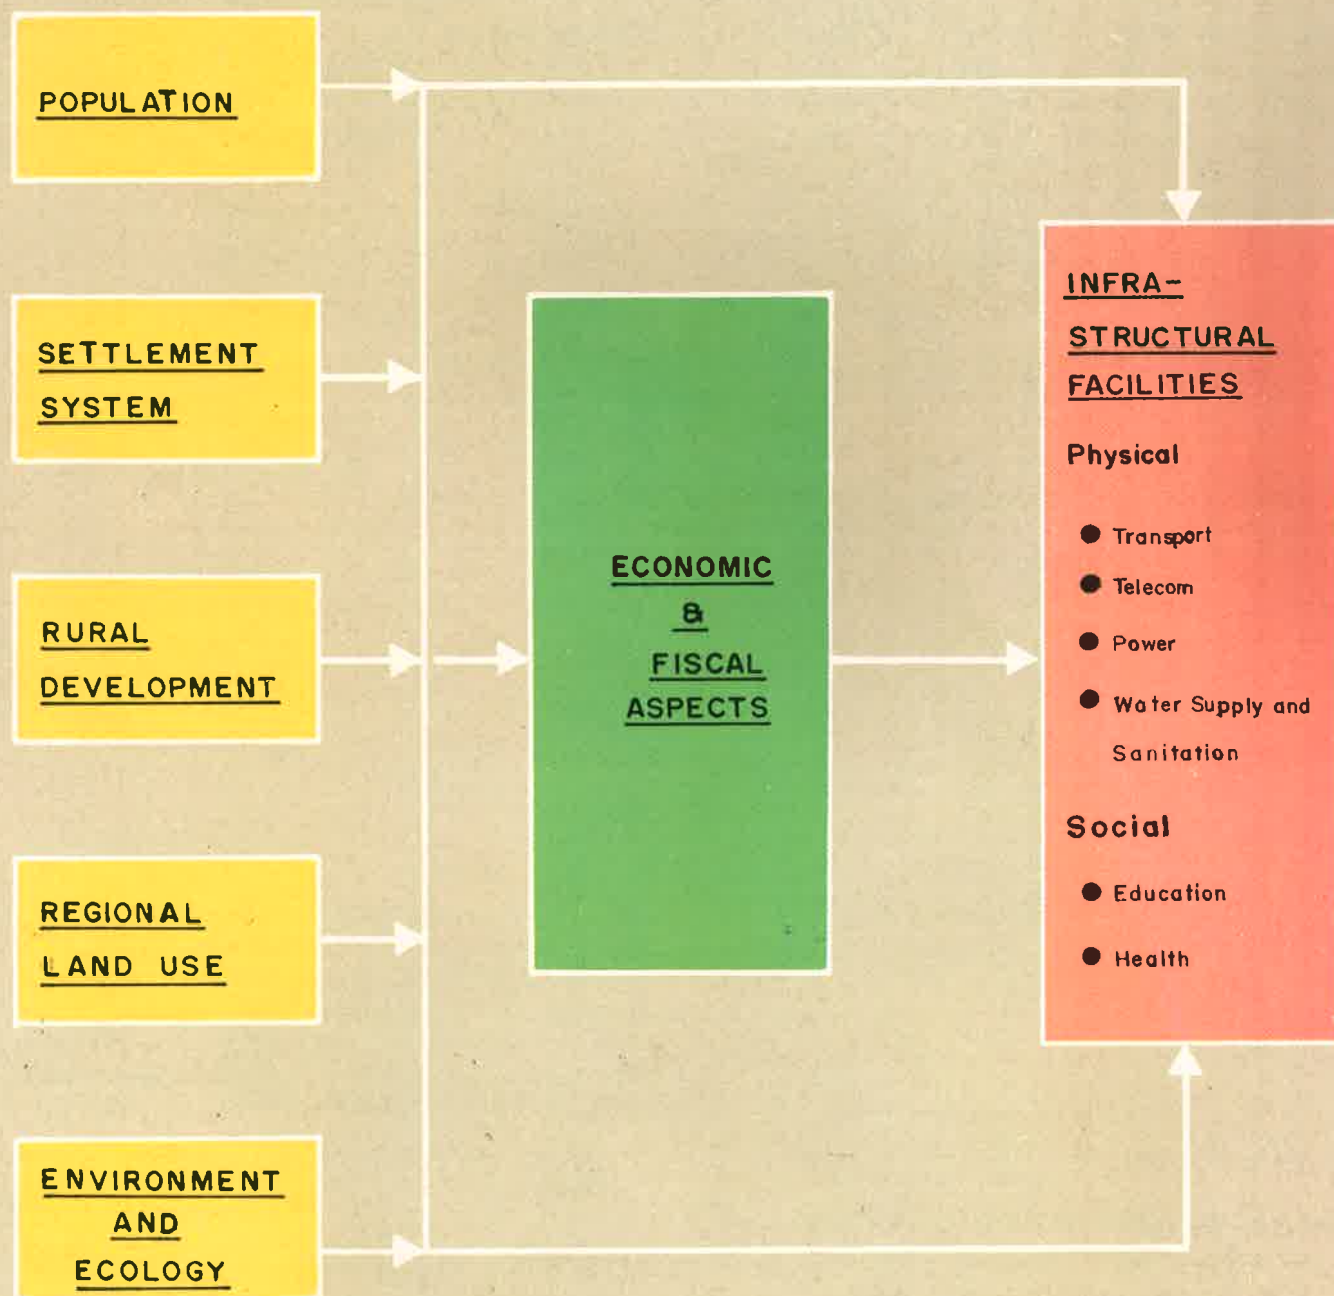 POPULATION
SETTLEMENT
SYSTEM
RURAL
DEVELOPMENT
REGIONAL
LAND USE
ENVIRONMENT
AND
ECOLOGY
ECONOMIC
&
FISCAL
ASPECTS
INFRA-
STRUCTURAL
FACILITIES
Physical
● Transport
● Telecom
● Power
● Water Supply and
Sanitation
Social
● Education
● Health